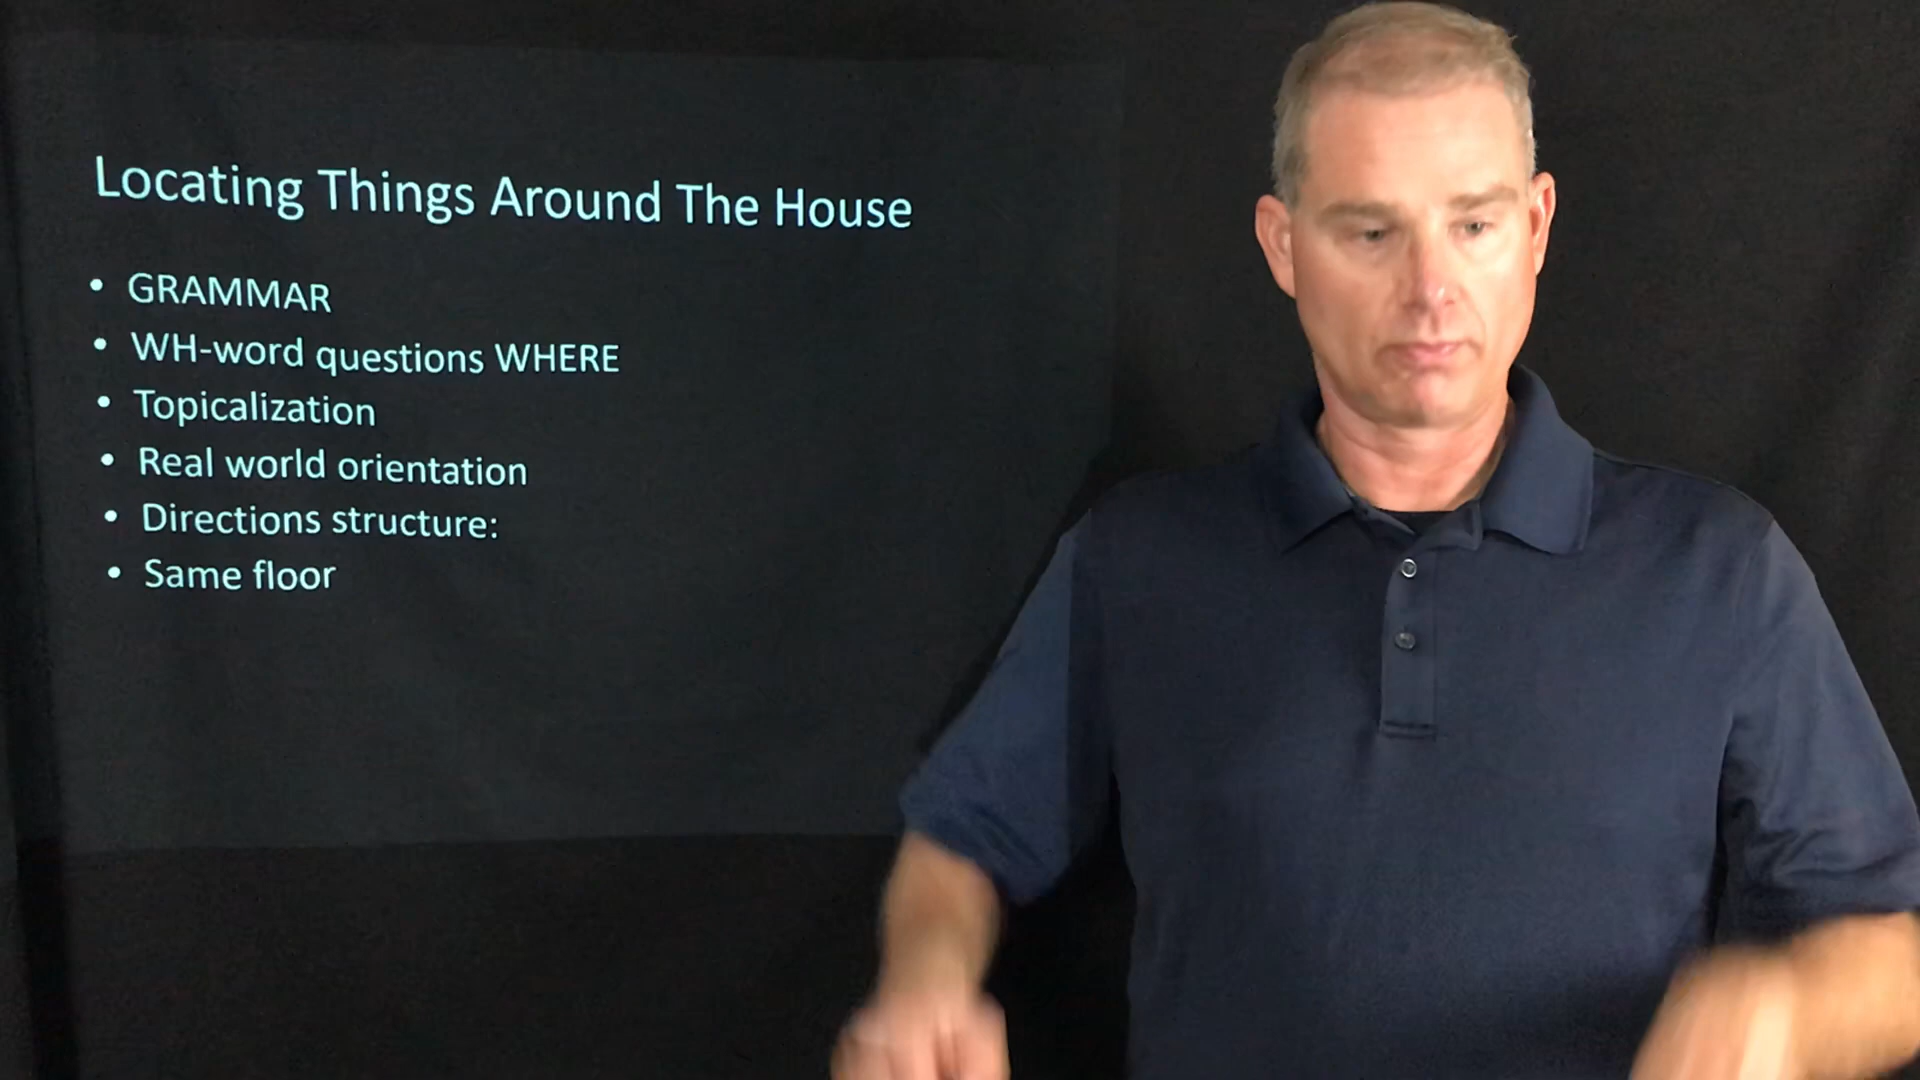 Locating Things Around The House
• GRAMMAR
• WH-word questions WHERE
• Topicalization
• Real world orientation
• Directions structure:
• Same floor